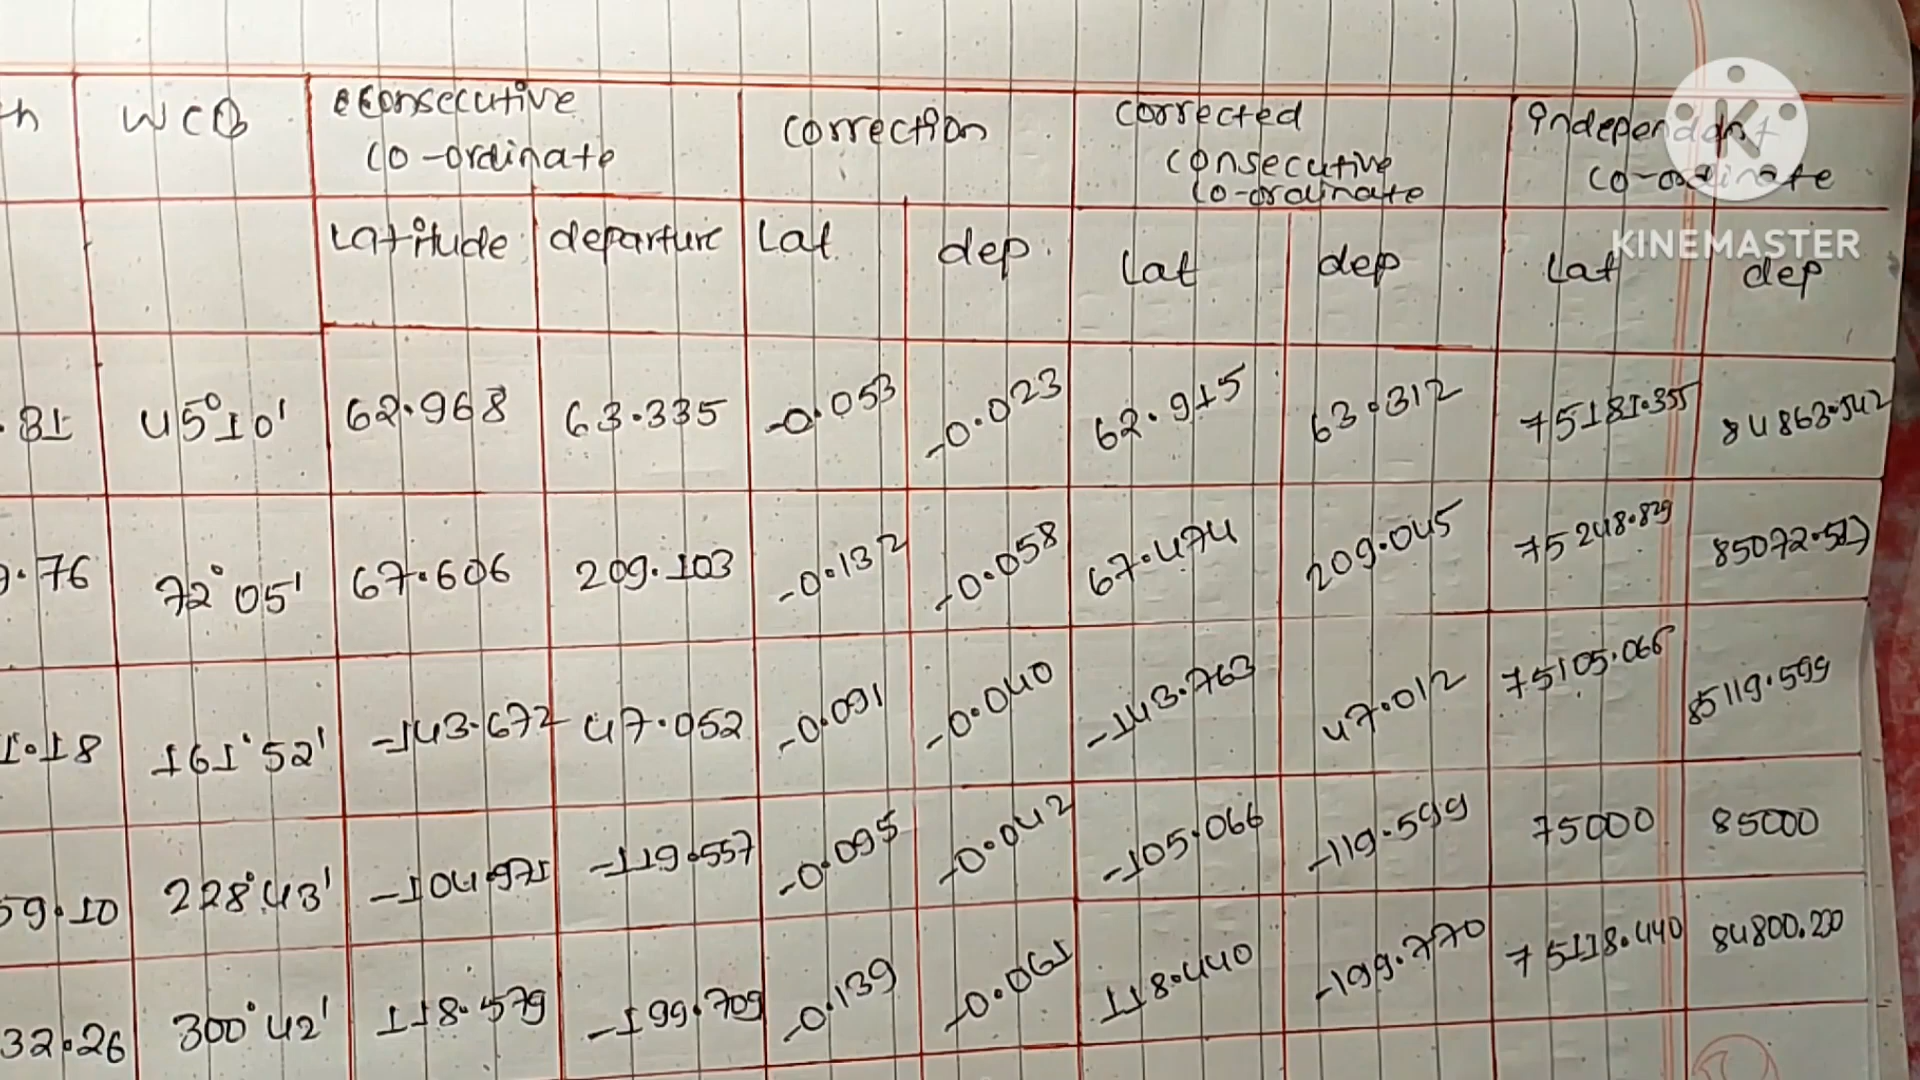 h WCB consecutive co-ordinate correction corrected consecutive co-ordinate independant co-ordinate
Latitude departure Lat dep. Lat dep Lat dep
KINEMASTER
.81 45°10' 62.968 63.335 -0.053 -0.023 62.915 63.312 75181.355 84863.542
.76 72°05' 67.606 209.103 -0.132 -0.058 67.474 209.045 75248.829
1.18 161°52' -143.672 47.052 -0.091 -0.040 -143.763 47.012 75105.066 85119.599
59.10 228°43' -104.971 -119.557 -0.095 -0.042 -105.066 -119.599 75000 85000
32.26 300°42' 118.579 -199.709 -0.139 -0.061 118.440 -199.770 75118.440 84800.230